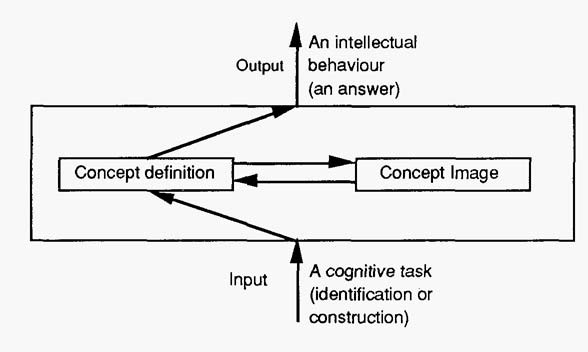 An intellectual
Output
behaviour
(an answer)
Concept definition
Concept Image
Input
A cognitive task
(identification or
construction)